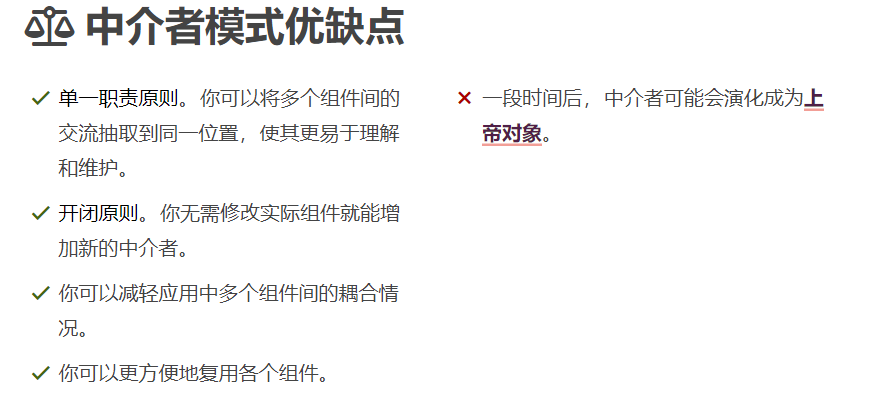 中介者模式优缺点
单一职责原则。你可以将多个组件间的
交流抽取到同一位置，使其更易于理解
和维护。
开闭原则。你无需修改实际组件就能增
加新的中介者。
你可以减轻应用中多个组件间的耦合情
况。
你可以更方便地复用各个组件。
一段时间后，中介者可能会演化成为上
帝对象。